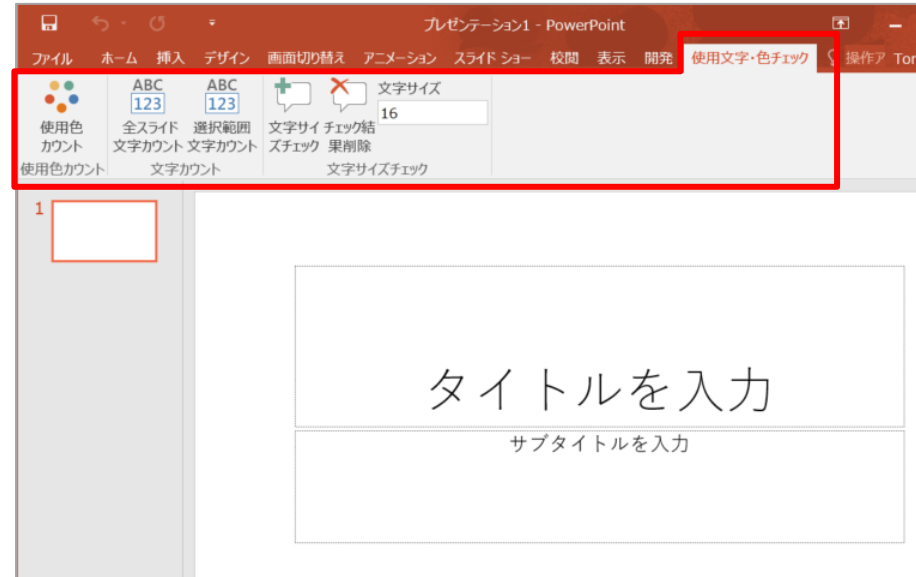 プレゼンテーション1 - PowerPoint
ファイル ホーム 挿入 デザイン 画面切り替え アニメーション スライド ショー 校閲 表示 開発 使用文字・色チェック 操作ア Tor
ABC ABC 文字サイズ
123 123 16
使用色 全スライド 選択範囲 文字サイ チェック結
カウント 文字カウント 文字カウント ズチェック 果削除
使用色カウント 文字カウント 文字サイズチェック
1
タイトルを入力
サブタイトルを入力